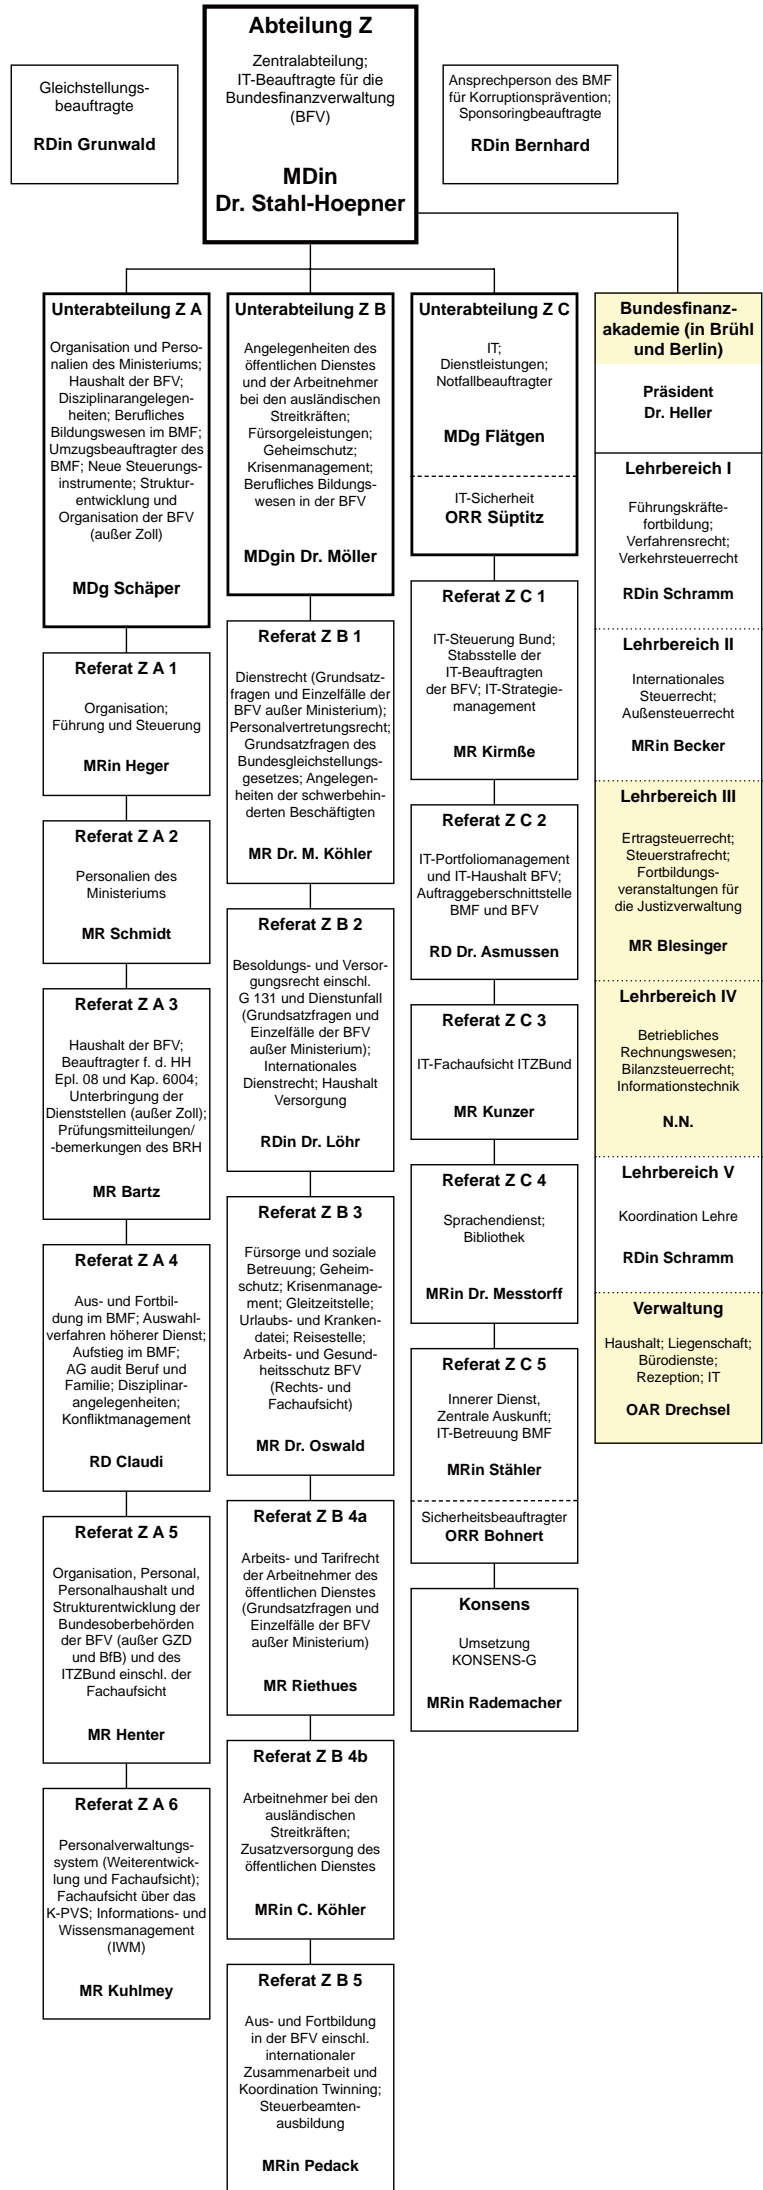 Abteilung Z
Zentralabteilung;
IT-Beauftragte für die
Bundesfinanzverwaltung
(BFV)
MDin
Dr. Stahl-Hoepner
Gleichstellungs-
beauftragte
RDin Grunwald
Ansprechperson des BMF
für Korruptionsprävention;
Sponsoringbeauftragte
RDin Bernhard
Unterabteilung Z A
Organisation und Perso-
nalien des Ministeriums;
Haushalt der BFV;
Disziplinarangelegen-
heiten; Berufliches
Bildungswesen im BMF;
Umzugsbeauftragter des
BMF; Neue Steuerungs-
instrumente; Struktur-
entwicklung und
Organisation der BFV
(außer Zoll)
MDg Schäper
Referat Z A 1
Organisation;
Führung und Steuerung
MRin Heger
Referat Z A 2
Personalien des
Ministeriums
MR Schmidt
Referat Z A 3
Haushalt der BFV;
Beauftragter f. d. HH
Epl. 08 und Kap. 6004;
Unterbringung der
Dienststellen (außer Zoll);
Prüfungsmitteilungen/
-bemerkungen des BRH
MR Bartz
Referat Z A 4
Aus- und Fortbil-
dung im BMF; Auswahl-
verfahren höherer Dienst;
Aufstieg im BMF;
AG audit Beruf und
Familie; Disziplinar-
angelegenheiten;
Konfliktmanagement
RD Claudi
Referat Z A 5
Organisation, Personal,
Personalhaushalt und
Strukturentwicklung der
Bundesoberbehörden
der BFV (außer GZD
und BfB) und des
ITZBund einschl. der
Fachaufsicht
MR Henter
Referat Z A 6
Personalverwaltungs-
system (Weiterentwick-
lung und Fachaufsicht);
Fachaufsicht über das
K-PVS; Informations- und
Wissensmanagement
(IWM)
MR Kuhlmey
Unterabteilung Z B
Angelegenheiten des
öffentlichen Dienstes
und der Arbeitnehmer
bei den ausländischen
Streitkräften;
Fürsorgeleistungen;
Geheimschutz;
Krisenmanagement;
Berufliches Bildungs-
wesen in der BFV
MDgin Dr. Möller
Referat Z B 1
Dienstrecht (Grundsatz-
fragen und Einzelfälle der
BFV außer Ministerium);
Personalvertretungsrecht;
Grundsatzfragen des
Bundesgleichstellungs-
gesetzes; Angelegen-
heiten der schwerbehin-
derten Beschäftigten
MR Dr. M. Köhler
Referat Z B 2
Besoldungs- und Versor-
gungsrecht einschl.
G 131 und Dienstunfall
(Grundsatzfragen und
Einzelfälle der BFV
außer Ministerium);
Internationales
Dienstrecht; Haushalt
Versorgung
RDin Dr. Löhr
Referat Z B 3
Fürsorge und soziale
Betreuung; Geheim-
schutz; Krisenmanage-
ment; Gleitzeitstelle;
Urlaubs- und Kranken-
datei; Reisestelle;
Arbeits- und Gesund-
heitsschutz BFV
(Rechts- und
Fachaufsicht)
MR Dr. Oswald
Referat Z B 4a
Arbeits- und Tarifrecht
der Arbeitnehmer des
öffentlichen Dienstes
(Grundsatzfragen und
Einzelfälle der BFV
außer Ministerium)
MR Riethues
Referat Z B 4b
Arbeitnehmer bei den
ausländischen
Streitkräften;
Zusatzversorgung des
öffentlichen Dienstes
MRin C. Köhler
Referat Z B 5
Aus- und Fortbildung
in der BFV einschl.
internationaler
Zusammenarbeit und
Koordination Twinning;
Steuerbeamten-
ausbildung
MRin Pedack
Unterabteilung Z C
IT;
Dienstleistungen;
Notfallbeauftragter
MDg Flätgen
IT-Sicherheit
ORR Süptitz
Referat Z C 1
IT-Steuerung Bund;
Stabsstelle der
IT-Beauftragten
der BFV; IT-Strategie-
management
MR Kirmße
Referat Z C 2
IT-Portfoliomanagement
und IT-Haushalt BFV;
Auftraggeberschnittstelle
BMF und BFV
RD Dr. Asmussen
Referat Z C 3
IT-Fachaufsicht ITZBund
MR Kunzer
Referat Z C 4
Sprachendienst;
Bibliothek
MRin Dr. Messtorff
Referat Z C 5
Innerer Dienst,
Zentrale Auskunft;
IT-Betreuung BMF
MRin Stähler
Sicherheitsbeauftragter
ORR Bohnert
Konsens
Umsetzung
KONSENS-G
MRin Rademacher
Bundesfinanz-
akademie (in Brühl
und Berlin)
Präsident
Dr. Heller
Lehrbereich I
Führungskräfte-
fortbildung;
Verfahrensrecht;
Verkehrsteuerrecht
RDin Schramm
Lehrbereich II
Internationales
Steuerrecht;
Außensteuerrecht
MRin Becker
Lehrbereich III
Ertragsteuerrecht;
Steuerstrafrecht;
Fortbildungs-
veranstaltungen für
die Justizverwaltung
MR Blesinger
Lehrbereich IV
Betriebliches
Rechnungswesen;
Bilanzsteuerrecht;
Informationstechnik
N.N.
Lehrbereich V
Koordination Lehre
RDin Schramm
Verwaltung
Haushalt; Liegenschaft;
Bürodienste;
Rezeption; IT
OAR Drechsel